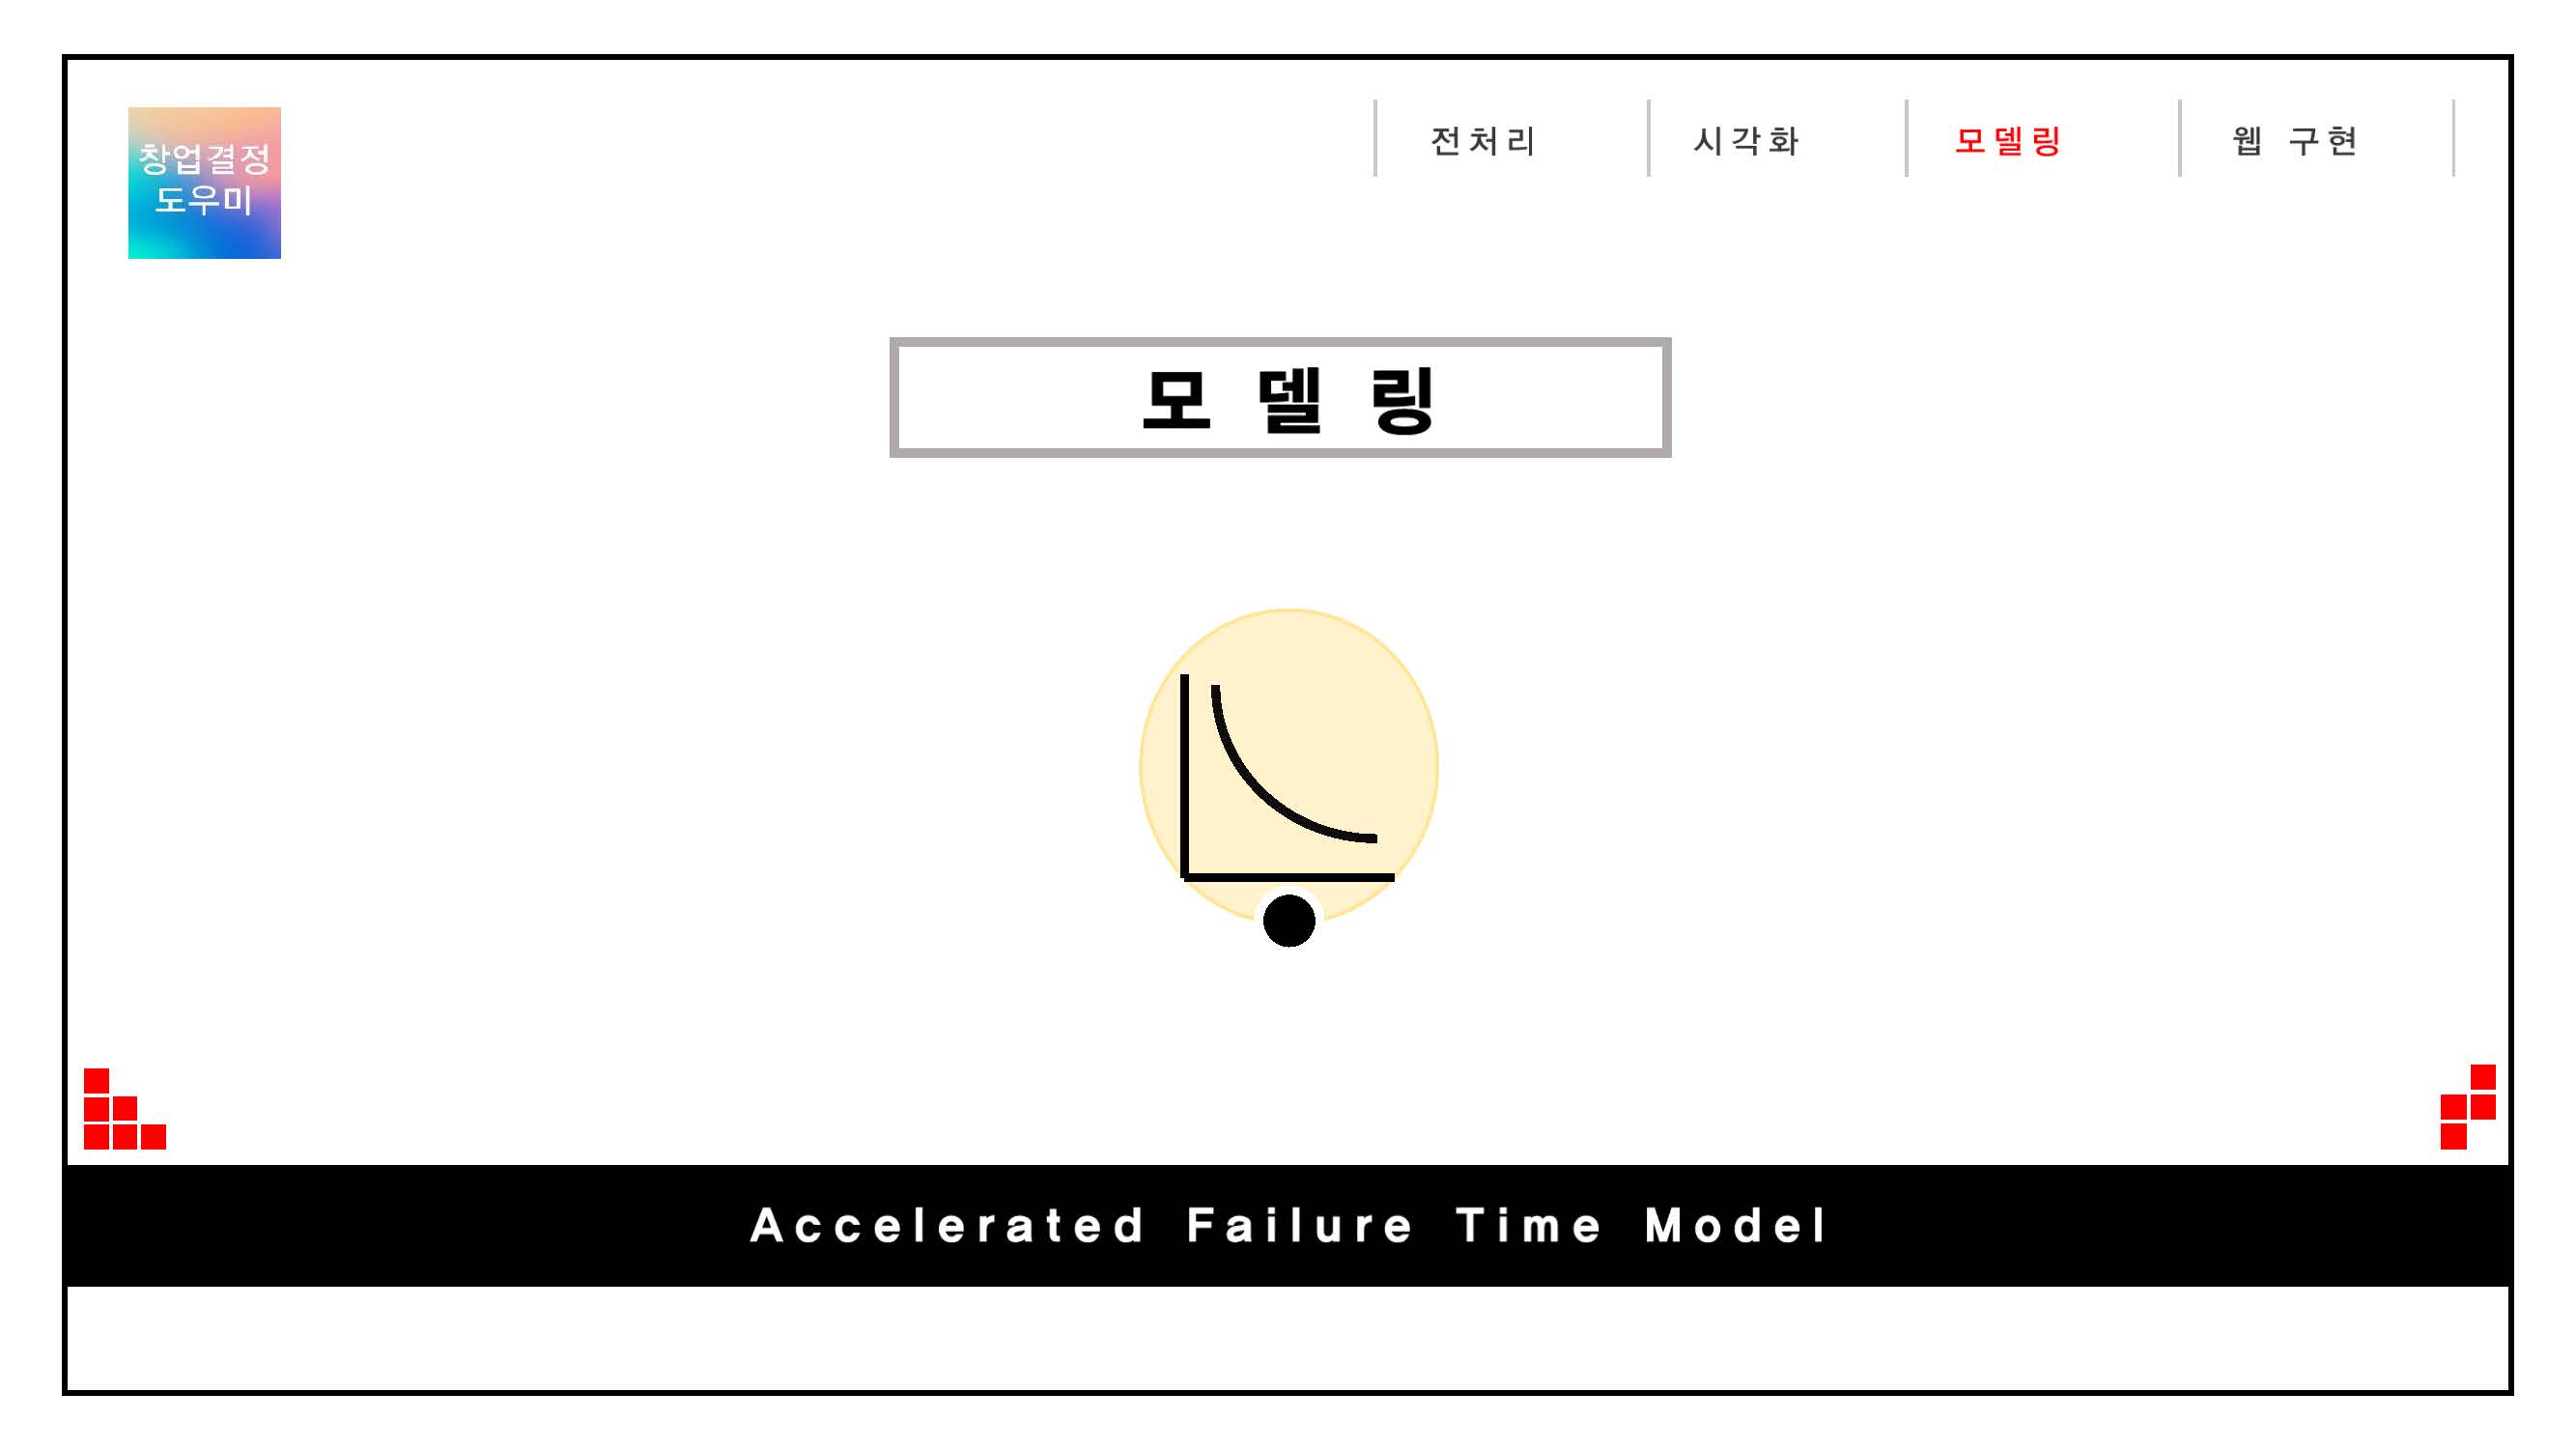 창업결정
도우미
전처리
시각화
모델링
웹 구현
모델링
Accelerated Failure Time Model